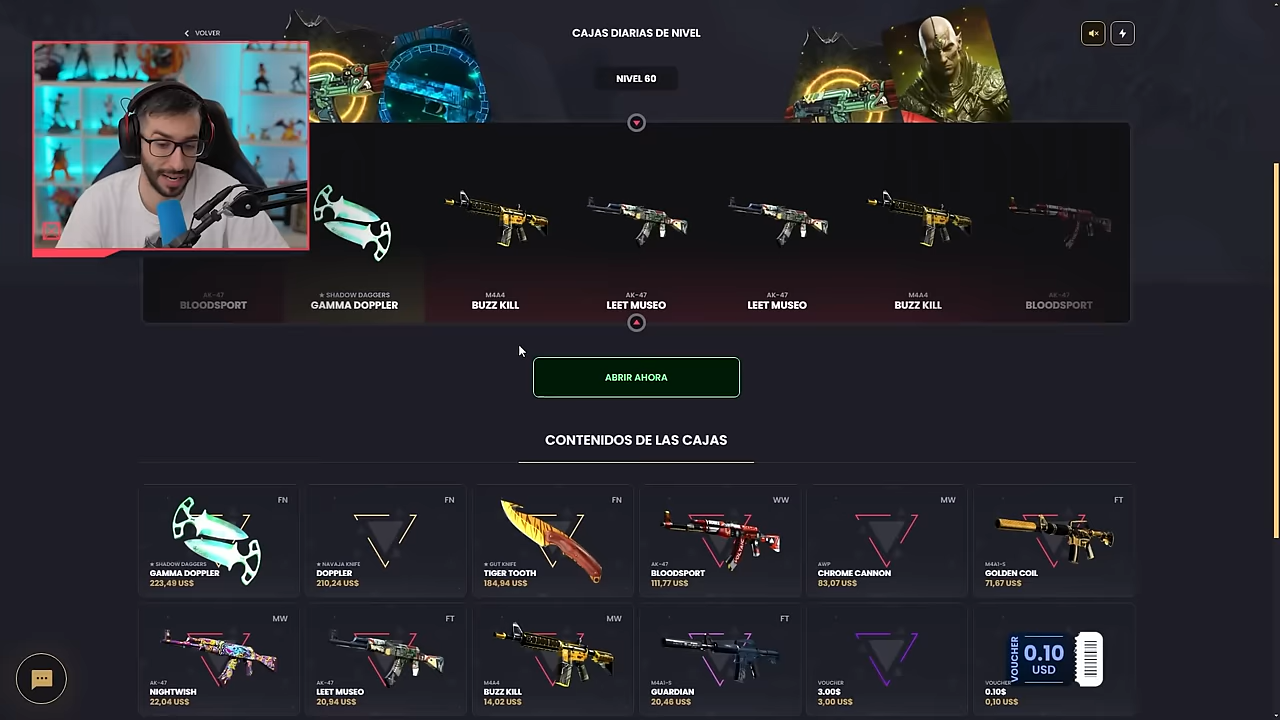 VOLVER
CAJAS DIARIAS DE NIVEL
NIVEL 60
AK-47
BLOODSPORT
★ SHADOW DAGGERS
GAMMA DOPPLER
M4A4
BUZZ KILL
AK-47
LEET MUSEO
AK-47
LEET MUSEO
M4A4
BUZZ KILL
AK-47
BLOODSPORT
ABRIR AHORA
CONTENIDOS DE LAS CAJAS
FN
★ SHADOW DAGGERS
GAMMA DOPPLER
223,49 US$
FN
★ NAVAJA KNIFE
DOPPLER
210,24 US$
FN
★ GUT KNIFE
TIGER TOOTH
184,94 US$
WW
AK-47
BLOODSPORT
111,77 US$
MW
AWP
CHROME CANNON
83,07 US$
FT
M4A1-S
GOLDEN COIL
71,67 US$
MW
AK-47
NIGHTWISH
22,04 US$
FT
AK-47
LEET MUSEO
20,94 US$
MW
M4A4
BUZZ KILL
14,02 US$
FT
M4A1-S
GUARDIAN
20,46 US$
VOUCHER
3.00$
3,00 US$
VOUCHER
0.10
USD
VOUCHER
0.10$
0,10 US$